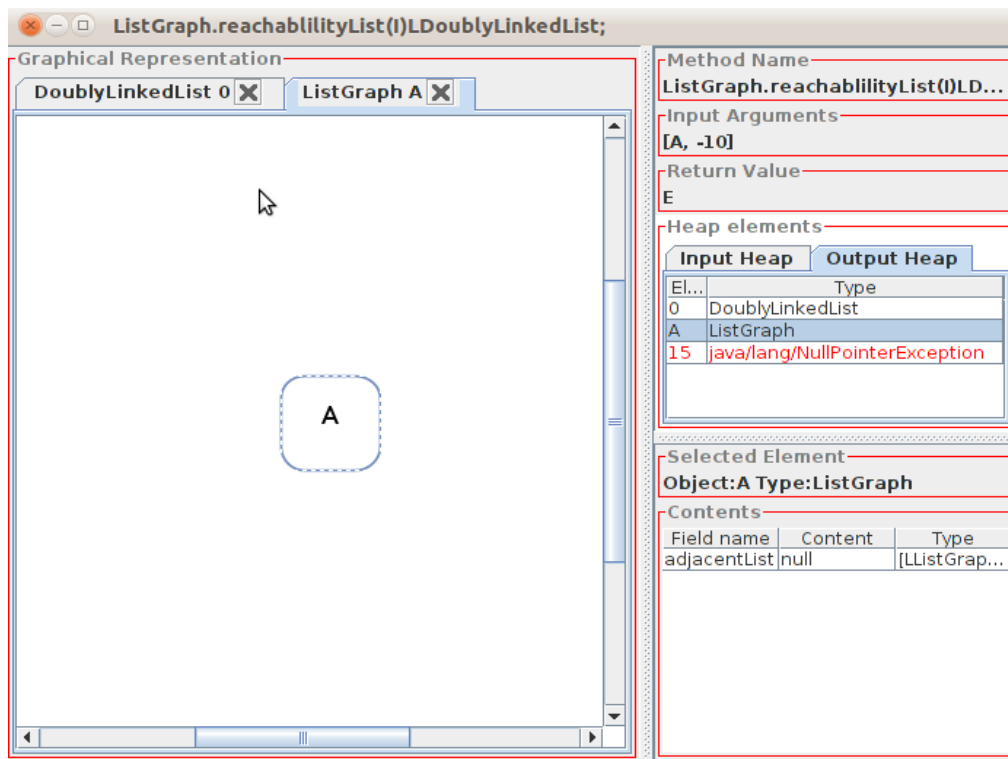 ListGraph.reachablilityList(I)LDoublyLinkedList;
Graphical Representation
DoublyLinkedList 0
ListGraph A
A
Method Name
ListGraph.reachablilityList(I)LD...
Input Arguments
[A, -10]
Return Value
E
Heap elements
Input Heap Output Heap
El... Type
0 DoublyLinkedList
A ListGraph
15 java/lang/NullPointerException
Selected Element
Object:A Type:ListGraph
Contents
Field name Content Type
adjacentList null [LListGrap...